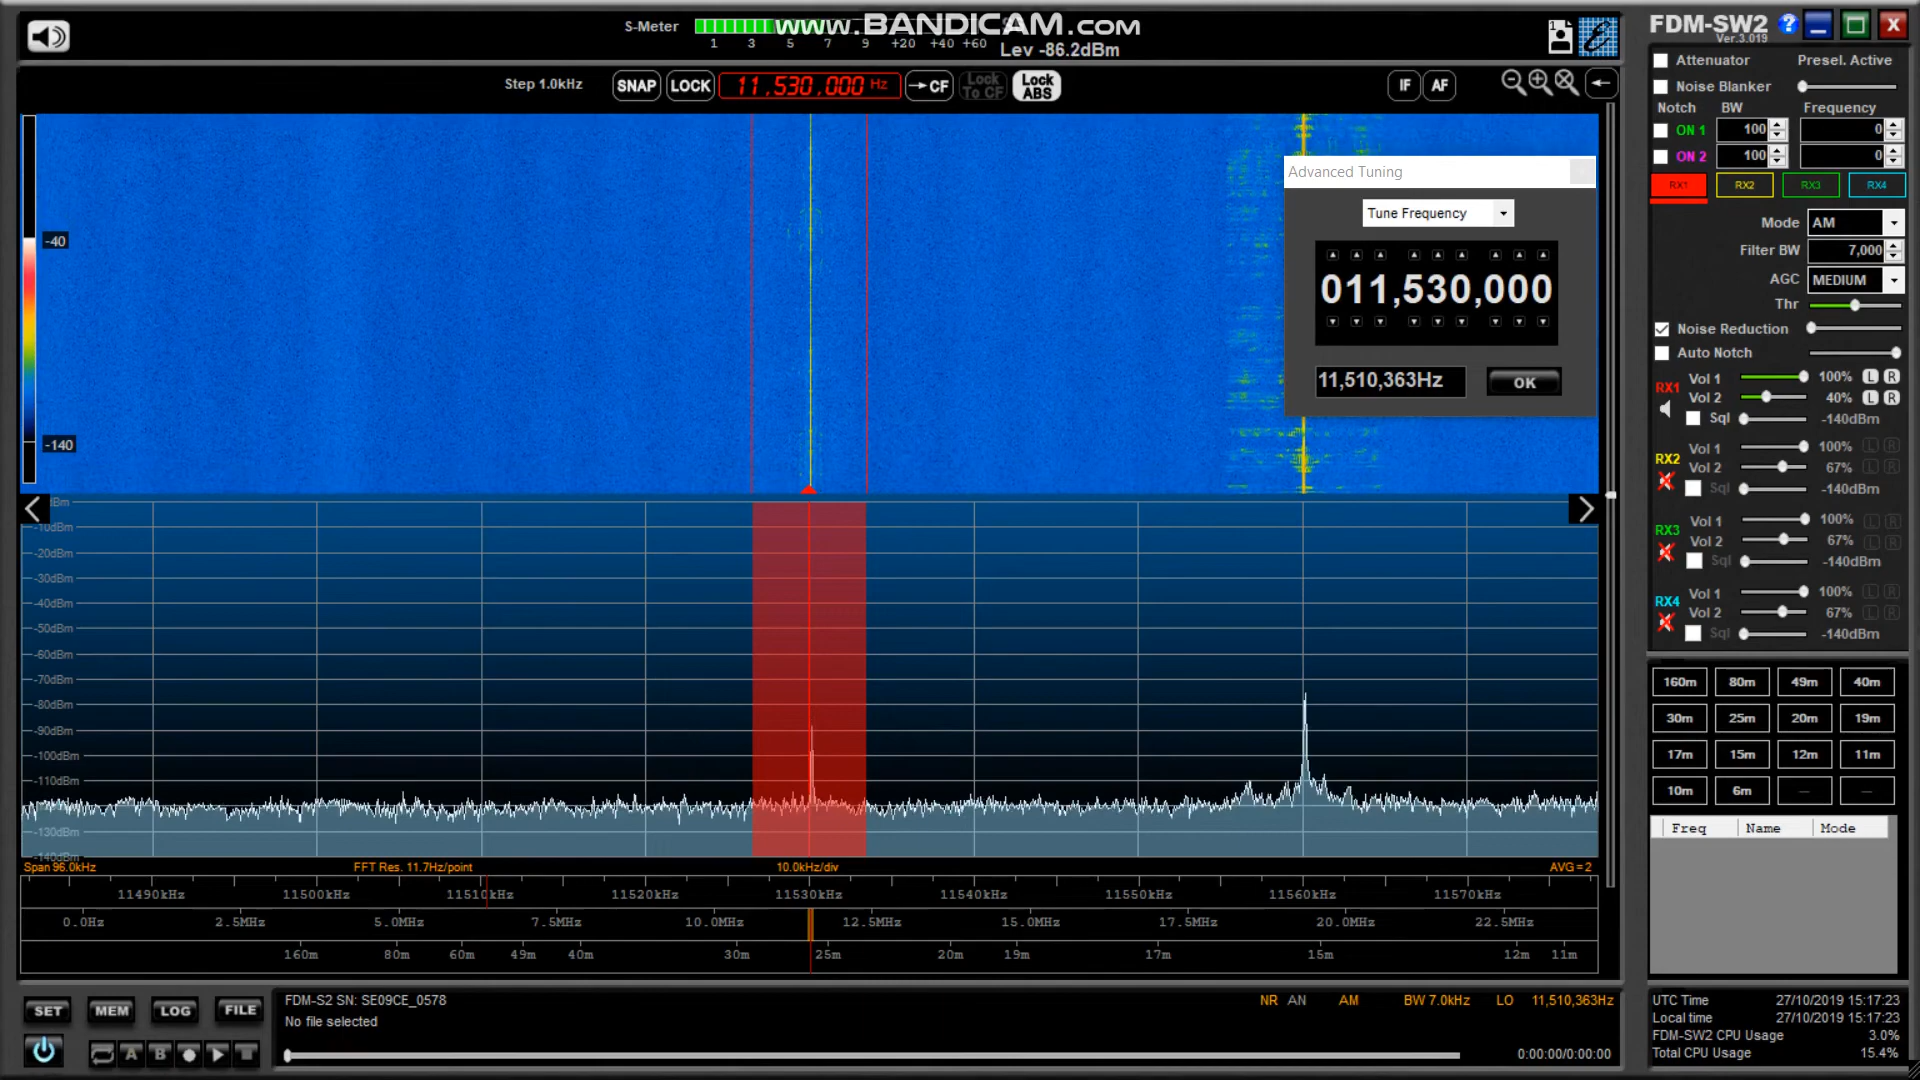 S-Meter
1 3 5 7 9 +20 +40 +60
www.BANDICAM.com
Lev -86.2dBm
FDM-SW2
Ver.3.019
Step 1.0kHz
SNAP LOCK 11.530.000 Hz →CF Lock To CF Lock ABS IF AF
Attenuator Presel. Active
Noise Blanker
Notch BW Frequency
ON 1 100 0
ON 2 100 0
RX1 RX2 RX3 RX4
Mode AM
Filter BW 7,000
AGC MEDIUM
Thr
Noise Reduction
Auto Notch
RX1 Vol 1 100% L R
Vol 2 40% L R
Sql -140dBm
RX2 Vol 1 100% L R
Vol 2 67% L R
Sql -140dBm
RX3 Vol 1 100% L R
Vol 2 67% L R
Sql -140dBm
RX4 Vol 1 100% L R
Vol 2 67% L R
Sql -140dBm
Advanced Tuning
Tune Frequency
011,530,000
11,510,363Hz OK
-40
-140
-10dBm
-20dBm
-30dBm
-40dBm
-50dBm
-60dBm
-70dBm
-80dBm
-90dBm
-100dBm
-110dBm
-130dBm
-140dBm
Span 96.0kHz FFT Res. 11.7Hz/point 10.0kHz/div AVG=2
11490kHz 11500kHz 11510kHz 11520kHz 11530kHz 11540kHz 11550kHz 11560kHz 11570kHz
0.0Hz 2.5MHz 5.0MHz 7.5MHz 10.0MHz 12.5MHz 15.0MHz 17.5MHz 20.0MHz 22.5MHz
160m 80m 60m 49m 40m 30m 25m 20m 19m 17m 15m 12m 11m
160m 80m 49m 40m
30m 25m 20m 19m
17m 15m 12m 11m
10m 6m
Freq Name Mode
SET MEM LOG FILE
A B
FDM-S2 SN: SE09CE_0578
No file selected
NR AN AM BW 7.0kHz LO 11,510,363Hz
0:00:00/0:00:00
UTC Time 27/10/2019 15:17:23
Local time 27/10/2019 15:17:23
FDM-SW2 CPU Usage 3.0%
Total CPU Usage 15.4%